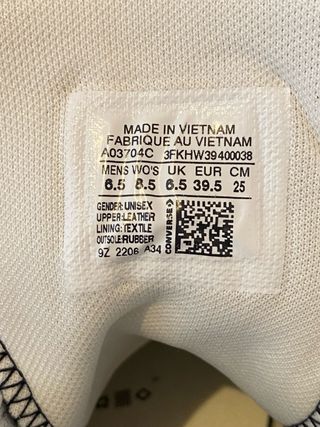 MADE IN VIETNAM
FABRIQUE AU VIETNAM
A03704C 3FKHW39400038
MENS WO'S UK EUR CM
6.5 8.5 6.5 39.5 25
GENDER: UNISEX
UPPER:LEATHER
LINING: TEXTILE
OUTSOLE:RUBBER
9Z 2206 A34
CONVERSE